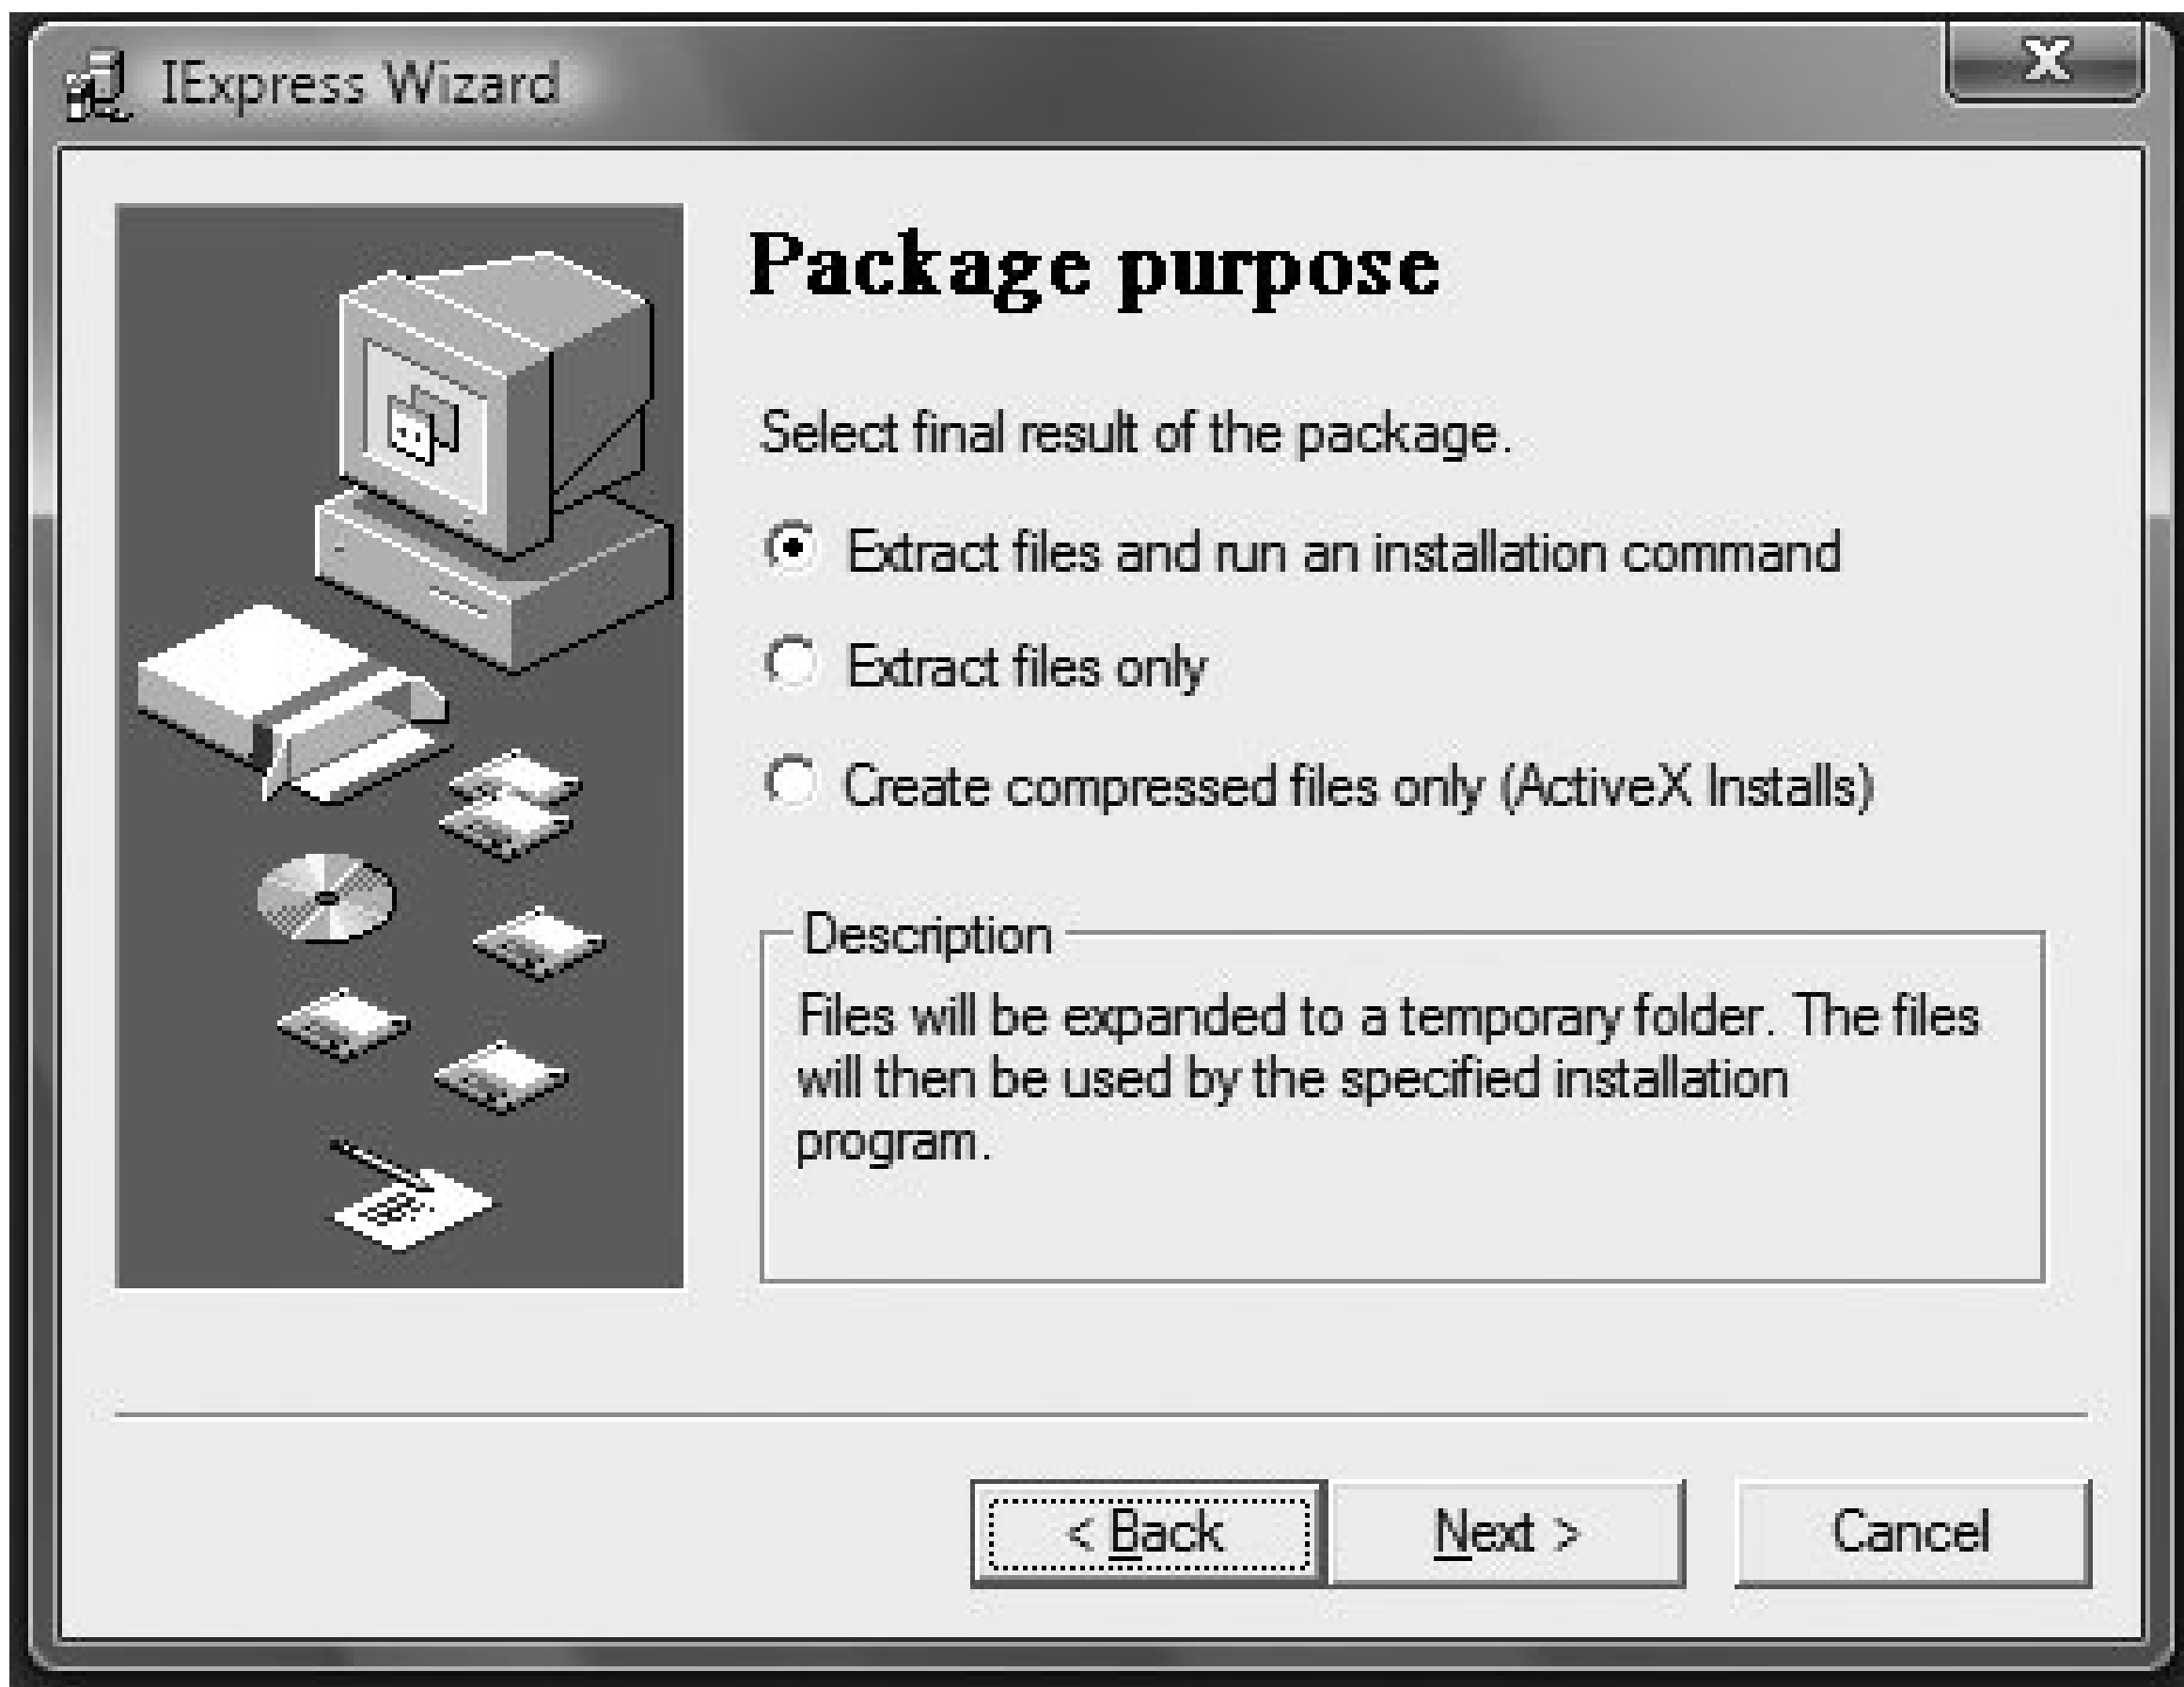 IExpress Wizard
Package purpose
Select final result of the package.
Extract files and run an installation command
Extract files only
Create compressed files only (ActiveX Installs)
Description
Files will be expanded to a temporary folder. The files
will then be used by the specified installation
program.
< Back
Next >
Cancel